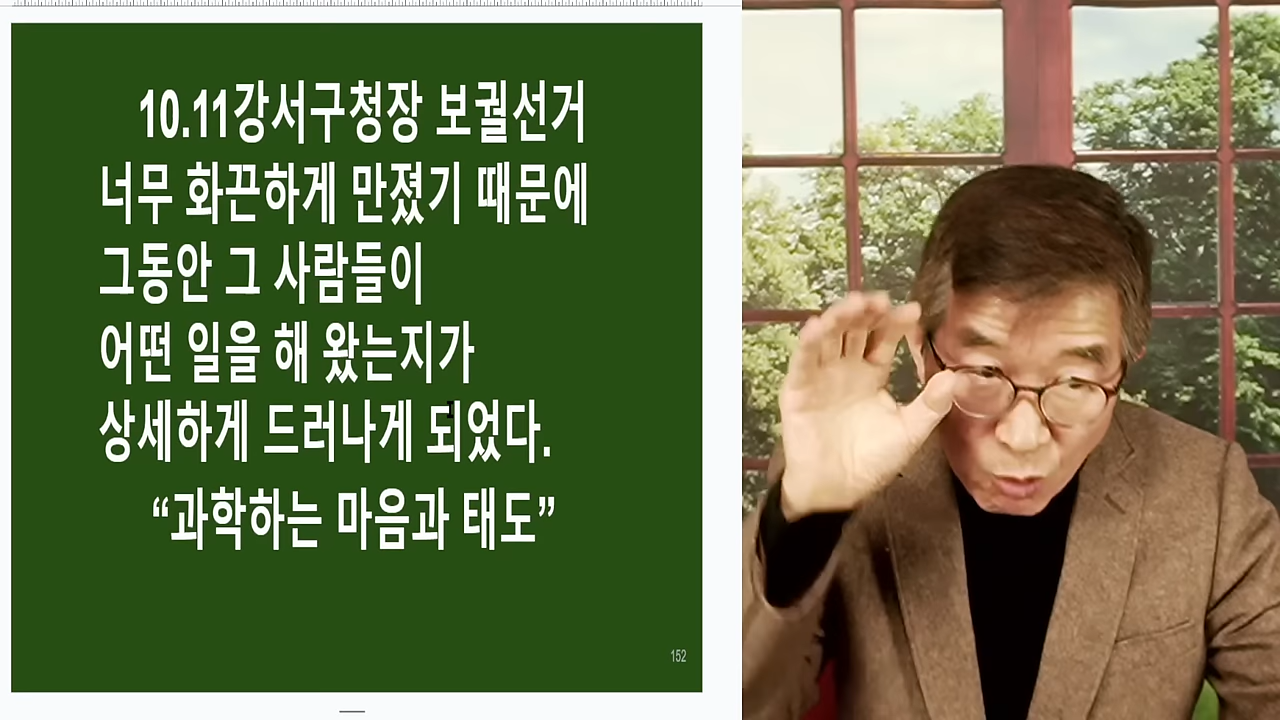 10.11강서구청장 보궐선거
너무 화끈하게 만졌기 때문에
그동안 그 사람들이
어떤 일을 해 왔는지가
상세하게 드러나게 되었다.
“과학하는 마음과 태도”
152